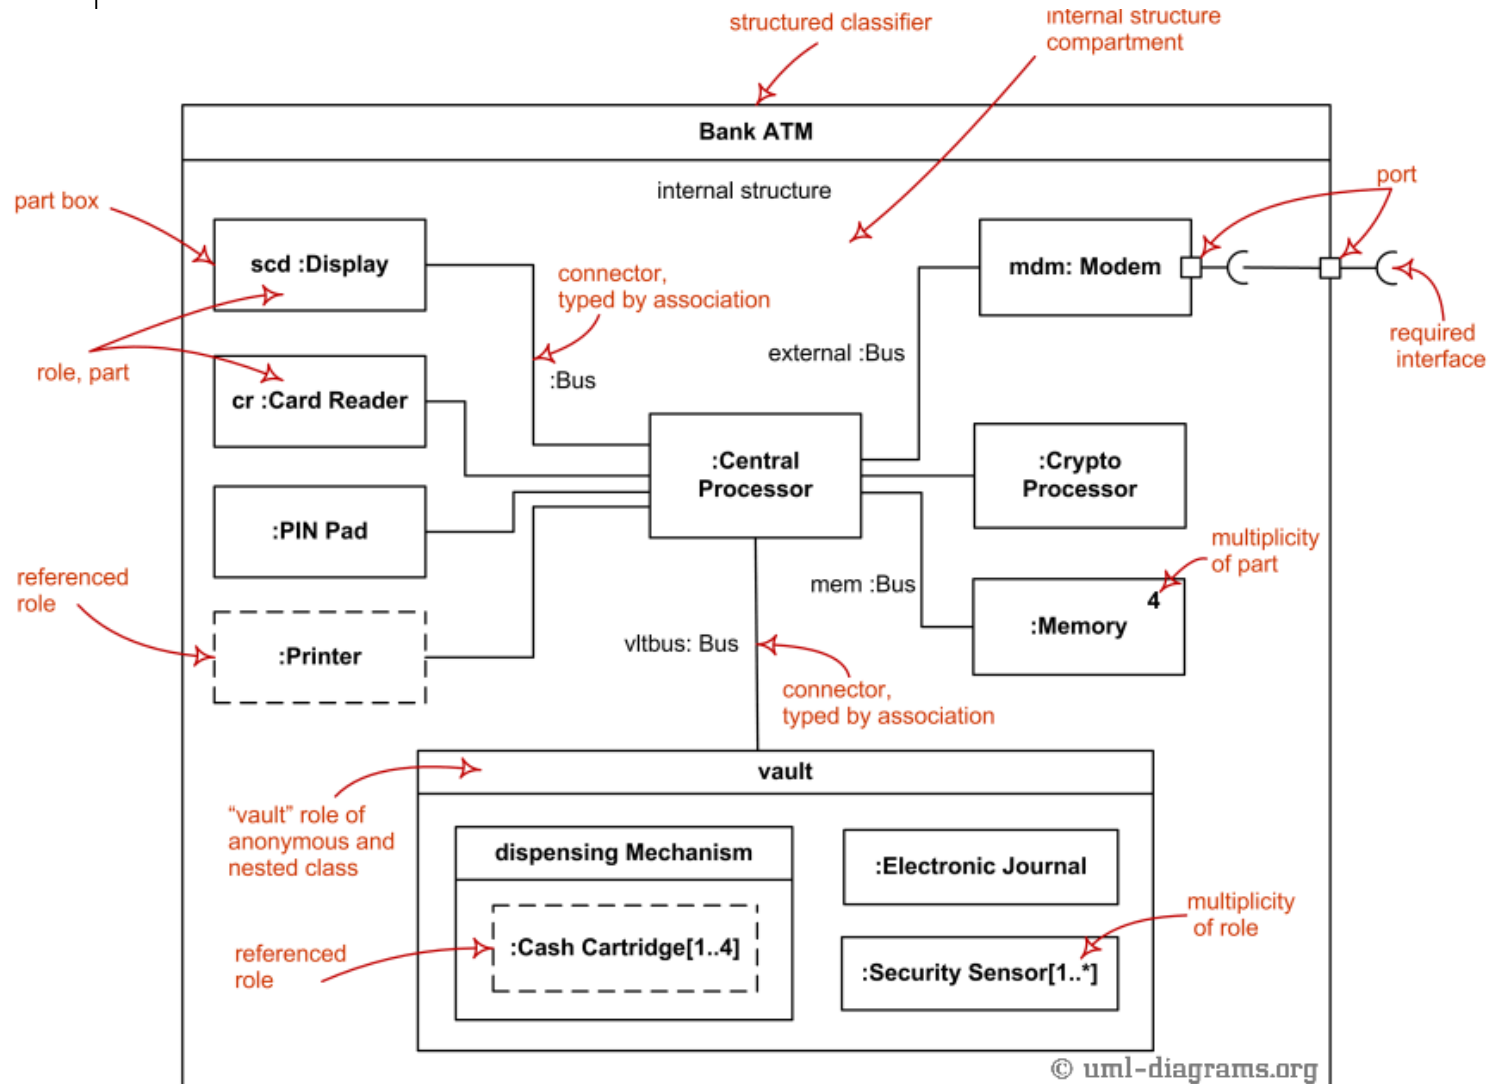 structured classifier
internal structure
compartment
Bank ATM
internal structure
port
part box
scd :Display
mdm: Modem
connector,
typed by association
required
interface
external :Bus
role, part
:Bus
cr :Card Reader
:Central
Processor
:Crypto
Processor
:PIN Pad
multiplicity
of part
referenced
role
mem :Bus
4
:Memory
:Printer
vltbus: Bus
connector,
typed by association
vault
“vault” role of
anonymous and
nested class
dispensing Mechanism
:Electronic Journal
multiplicity
of role
referenced
role
:Cash Cartridge[1..4]
:Security Sensor[1..*]
© uml-diagrams.org